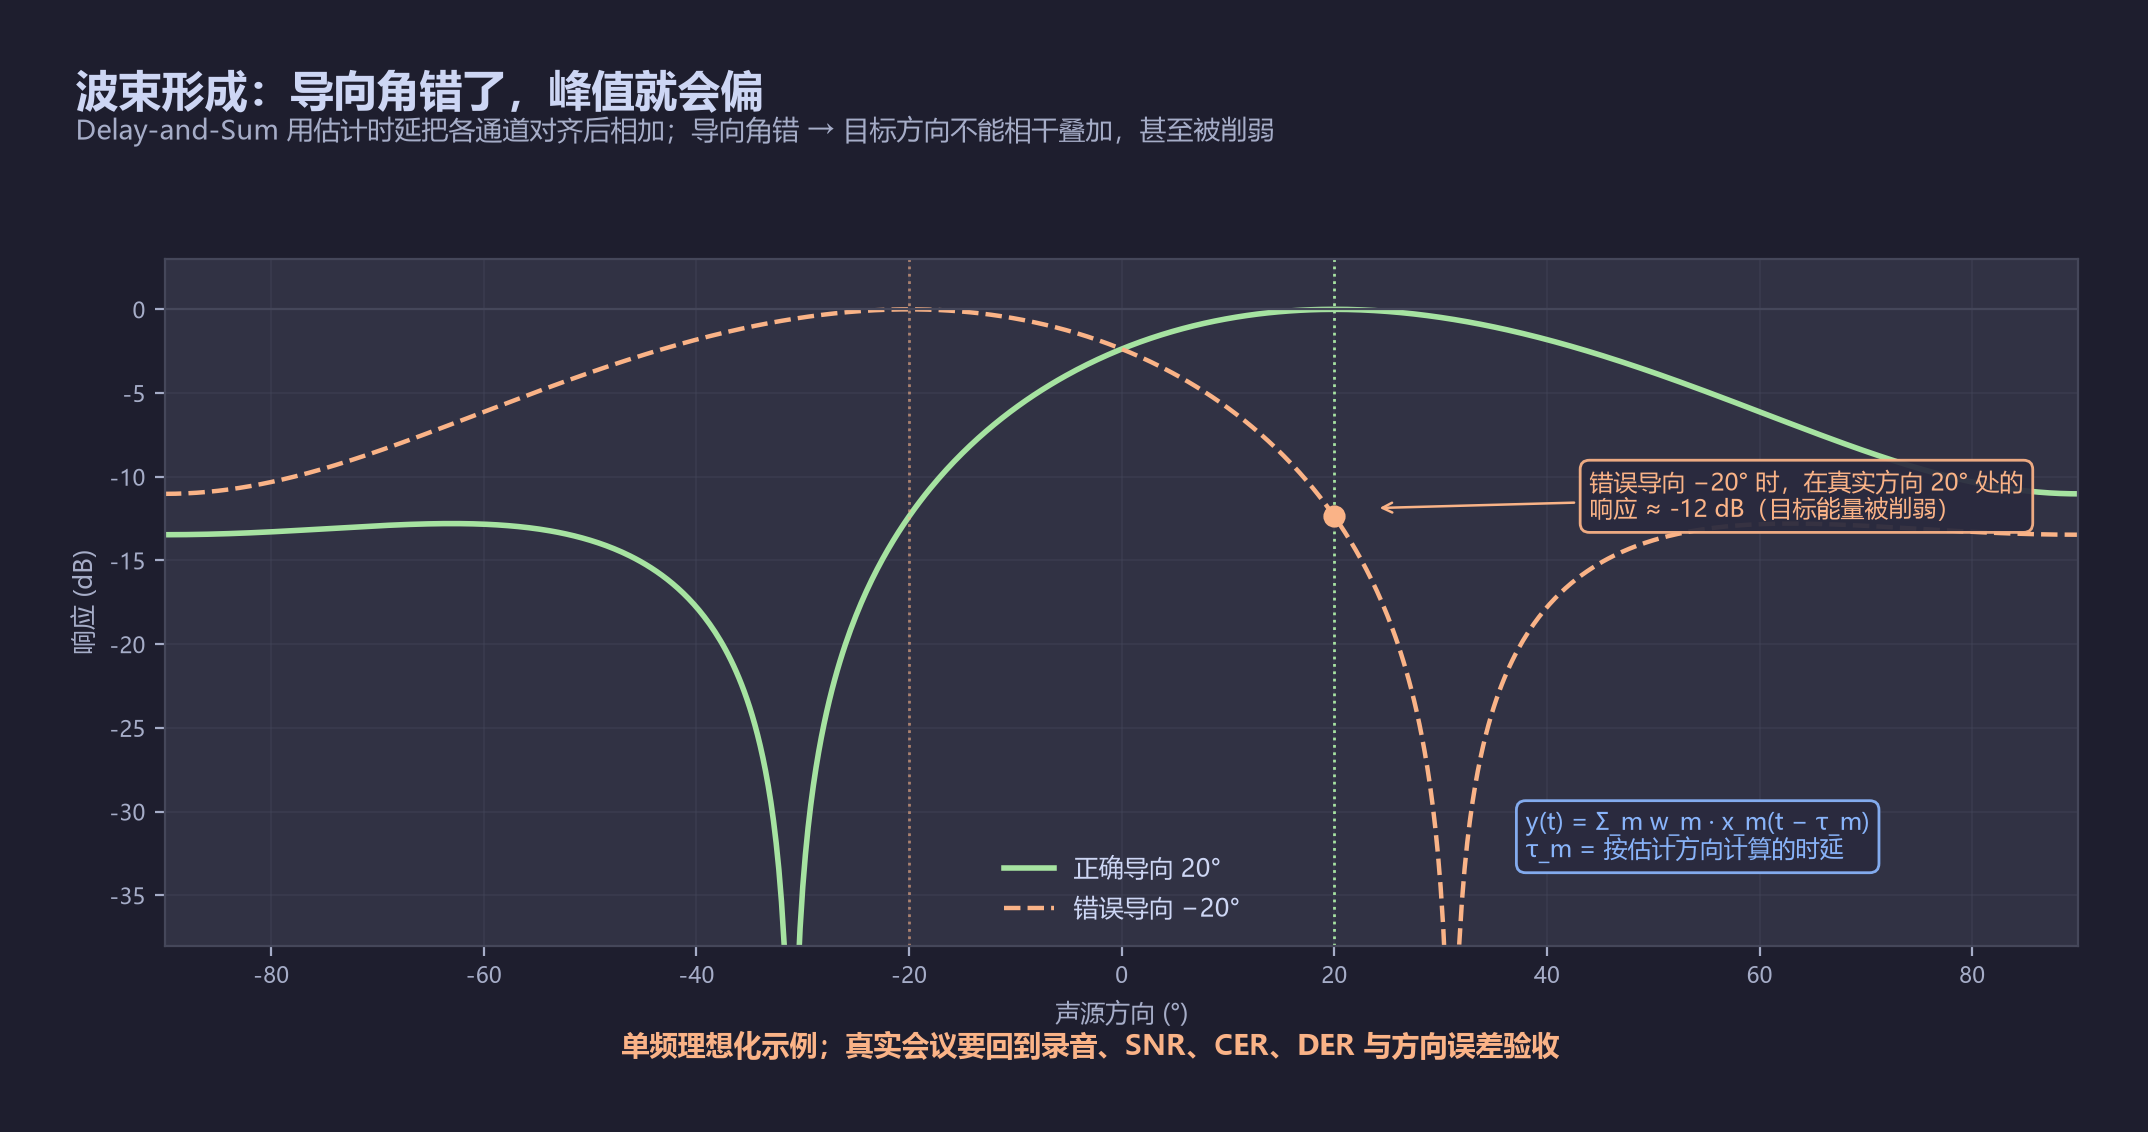 波束形成：导向角错了，峰值就会偏
Delay-and-Sum 用估计时延把各通道对齐后相加；导向角错 → 目标方向不能相干叠加，甚至被削弱
0
-5
-10
-15
-20
-25
-30
-35
响应 (dB)
错误导向 −20° 时，在真实方向 20° 处的
响应 ≈ -12 dB（目标能量被削弱）
y(t) = Σ_m w_m · x_m(t − τ_m)
τ_m = 按估计方向计算的时延
正确导向 20°
错误导向 −20°
-80
-60
-40
-20
0
20
40
60
80
声源方向 (°)
单频理想化示例；真实会议要回到录音、SNR、CER、DER 与方向误差验收